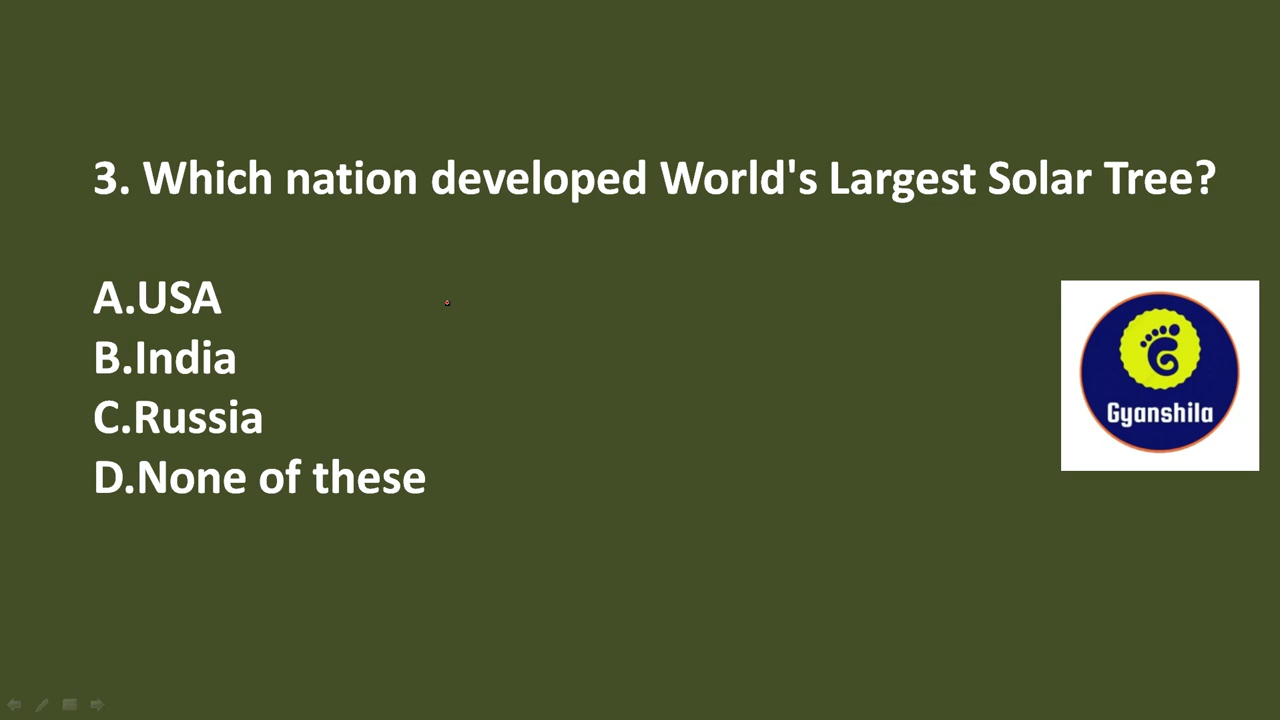 3. Which nation developed World's Largest Solar Tree?
A.USA
B.India
C.Russia
D.None of these
Gyanshila